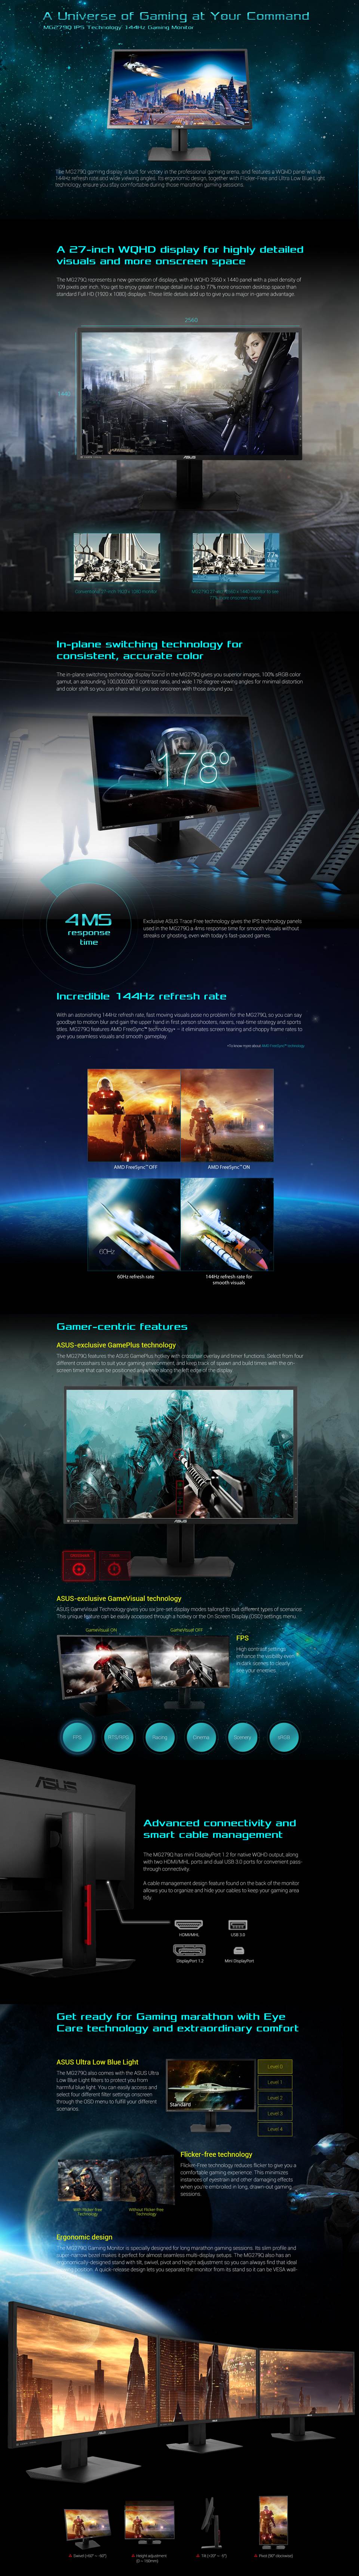 A Universe of Gaming at Your Command
MG279Q IPS Technology 144Hz Gaming Monitor
The MG279Q gaming display is built for victory in the professional gaming arena, and features a WQHD panel with a
144Hz refresh rate and wide viewing angles. Its ergonomic design, together with Flicker-Free and Ultra Low Blue Light
technology, ensure you stay comfortable during those marathon gaming sessions.
A 27-inch WQHD display for highly detailed
visuals and more onscreen space
The MG279Q represents a new generation of displays, with a WQHD 2560 x 1440 panel with a pixel density of
109 pixels per inch. You get to enjoy greater image detail and up to 77% more onscreen desktop space than
standard Full HD (1920 x 1080) displays. These little details add up to give you a major in-game advantage.
2560
1440
ASUS
77%
In-plane switching technology for
consistent, accurate color
The in-plane switching technology display found in the MG279Q gives you superior images, 100% sRGB color
gamut, an astounding 100,000,000:1 contrast ratio, and wide 178-degree viewing angles for minimal distortion
and color shift so you can share what you see onscreen with those around you.
178°
4MS
response
time
Exclusive ASUS Trace Free technology gives the IPS technology panels
used in the MG279Q a 4ms response time for smooth visuals without
streaks or ghosting, even with today's fast-paced games.
Incredible 144Hz refresh rate
With an astonishing 144Hz refresh rate, fast moving visuals pose no problem for the MG279Q, so you can say
goodbye to motion blur and gain the upper hand in first person shooters, racers, real-time strategy and sports
titles. MG279Q features AMD FreeSync™ technology* – it eliminates screen tearing and choppy frame rates to
give you seamless visuals and smooth gameplay.
*To know more about AMD FreeSync™ technology
AMD FreeSync™ OFF
AMD FreeSync™ ON
60Hz
144Hz
60Hz refresh rate
144Hz refresh rate for
smooth visuals
Gamer-centric features
ASUS-exclusive GamePlus technology
The MG279Q features the ASUS GamePlus hotkey with crosshair overlay and timer functions. Select from four
different crosshairs to suit your gaming environment, and keep track of spawn and build times with the on-
screen timer that can be positioned anywhere along the left edge of the display.
ASUS
ASUS-exclusive GameVisual technology
ASUS GameVisual Technology gives you six pre-set display modes tailored to suit different types of scenarios.
This unique feature can be easily accessed through a hotkey or the On Screen Display (OSD) settings menu.
GameVisual ON
GameVisual OFF
On
FPS
High contrast settings
enhance the visibility even
in dark scenes to clearly
see your enemies.
FPS
RTS/RPG
Racing
Cinema
Scenery
sRGB
ASUS
Advanced connectivity and
smart cable management
The MG279Q has mini DisplayPort 1.2 for native WQHD output, along
with two HDMI/MHL ports and dual USB 3.0 ports for convenient pass-
through connectivity.
A cable management design feature found on the back of the monitor
allows you to organize and hide your cables to keep your gaming area
tidy.
HDMI/MHL
USB 3.0
DisplayPort 1.2
Mini DisplayPort
Get ready for Gaming marathon with Eye
Care technology and extraordinary comfort
ASUS Ultra Low Blue Light
The MG279Q also comes with the ASUS Ultra
Low Blue Light filters to protect you from
harmful blue light. You can easily access and
select four different filter settings onscreen
through the OSD menu to fulfill your different
scenarios.
Standard
Level 0
Level 1
Level 2
Level 3
Level 4
Flicker-free technology
Flicker-Free technology reduces flicker to give you a
comfortable gaming experience. This minimizes
instances of eyestrain and other damaging effects
when you're embroiled in long, drawn-out gaming
sessions.
With Flicker free
Technology
Without Flicker free
Technology
Ergonomic design
The MG279Q Gaming Monitor is specially designed for long marathon gaming sessions. Its slim profile and
super-narrow bezel makes it perfect for almost seamless multi-display setups. The MG279Q also has an
ergonomically-designed stand with tilt, swivel, pivot and height adjustment so you can always find that ideal
viewing position. A quick-release design lets you separate the monitor from its stand so it can be VESA wall-
Swivel (+60° ~ -60°)
Height adjustment
(0 ~ 150mm)
Tilt (+20° ~ -5°)
Pivot (90° clockwise)